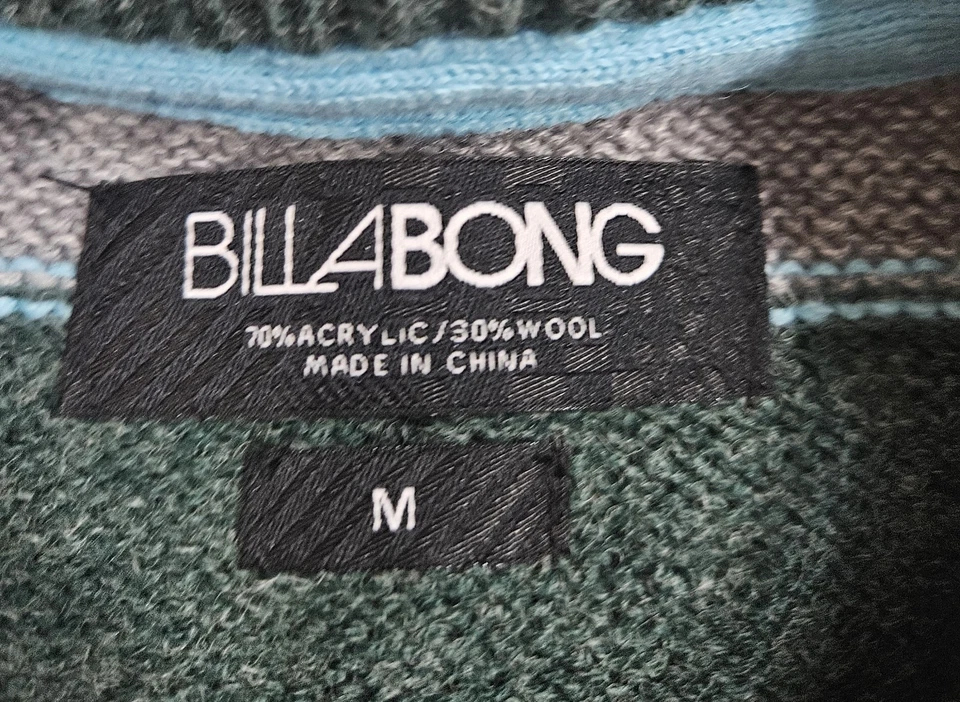 BILLABONG
70% ACRYLIC/30% WOOL
MADE IN CHINA
M